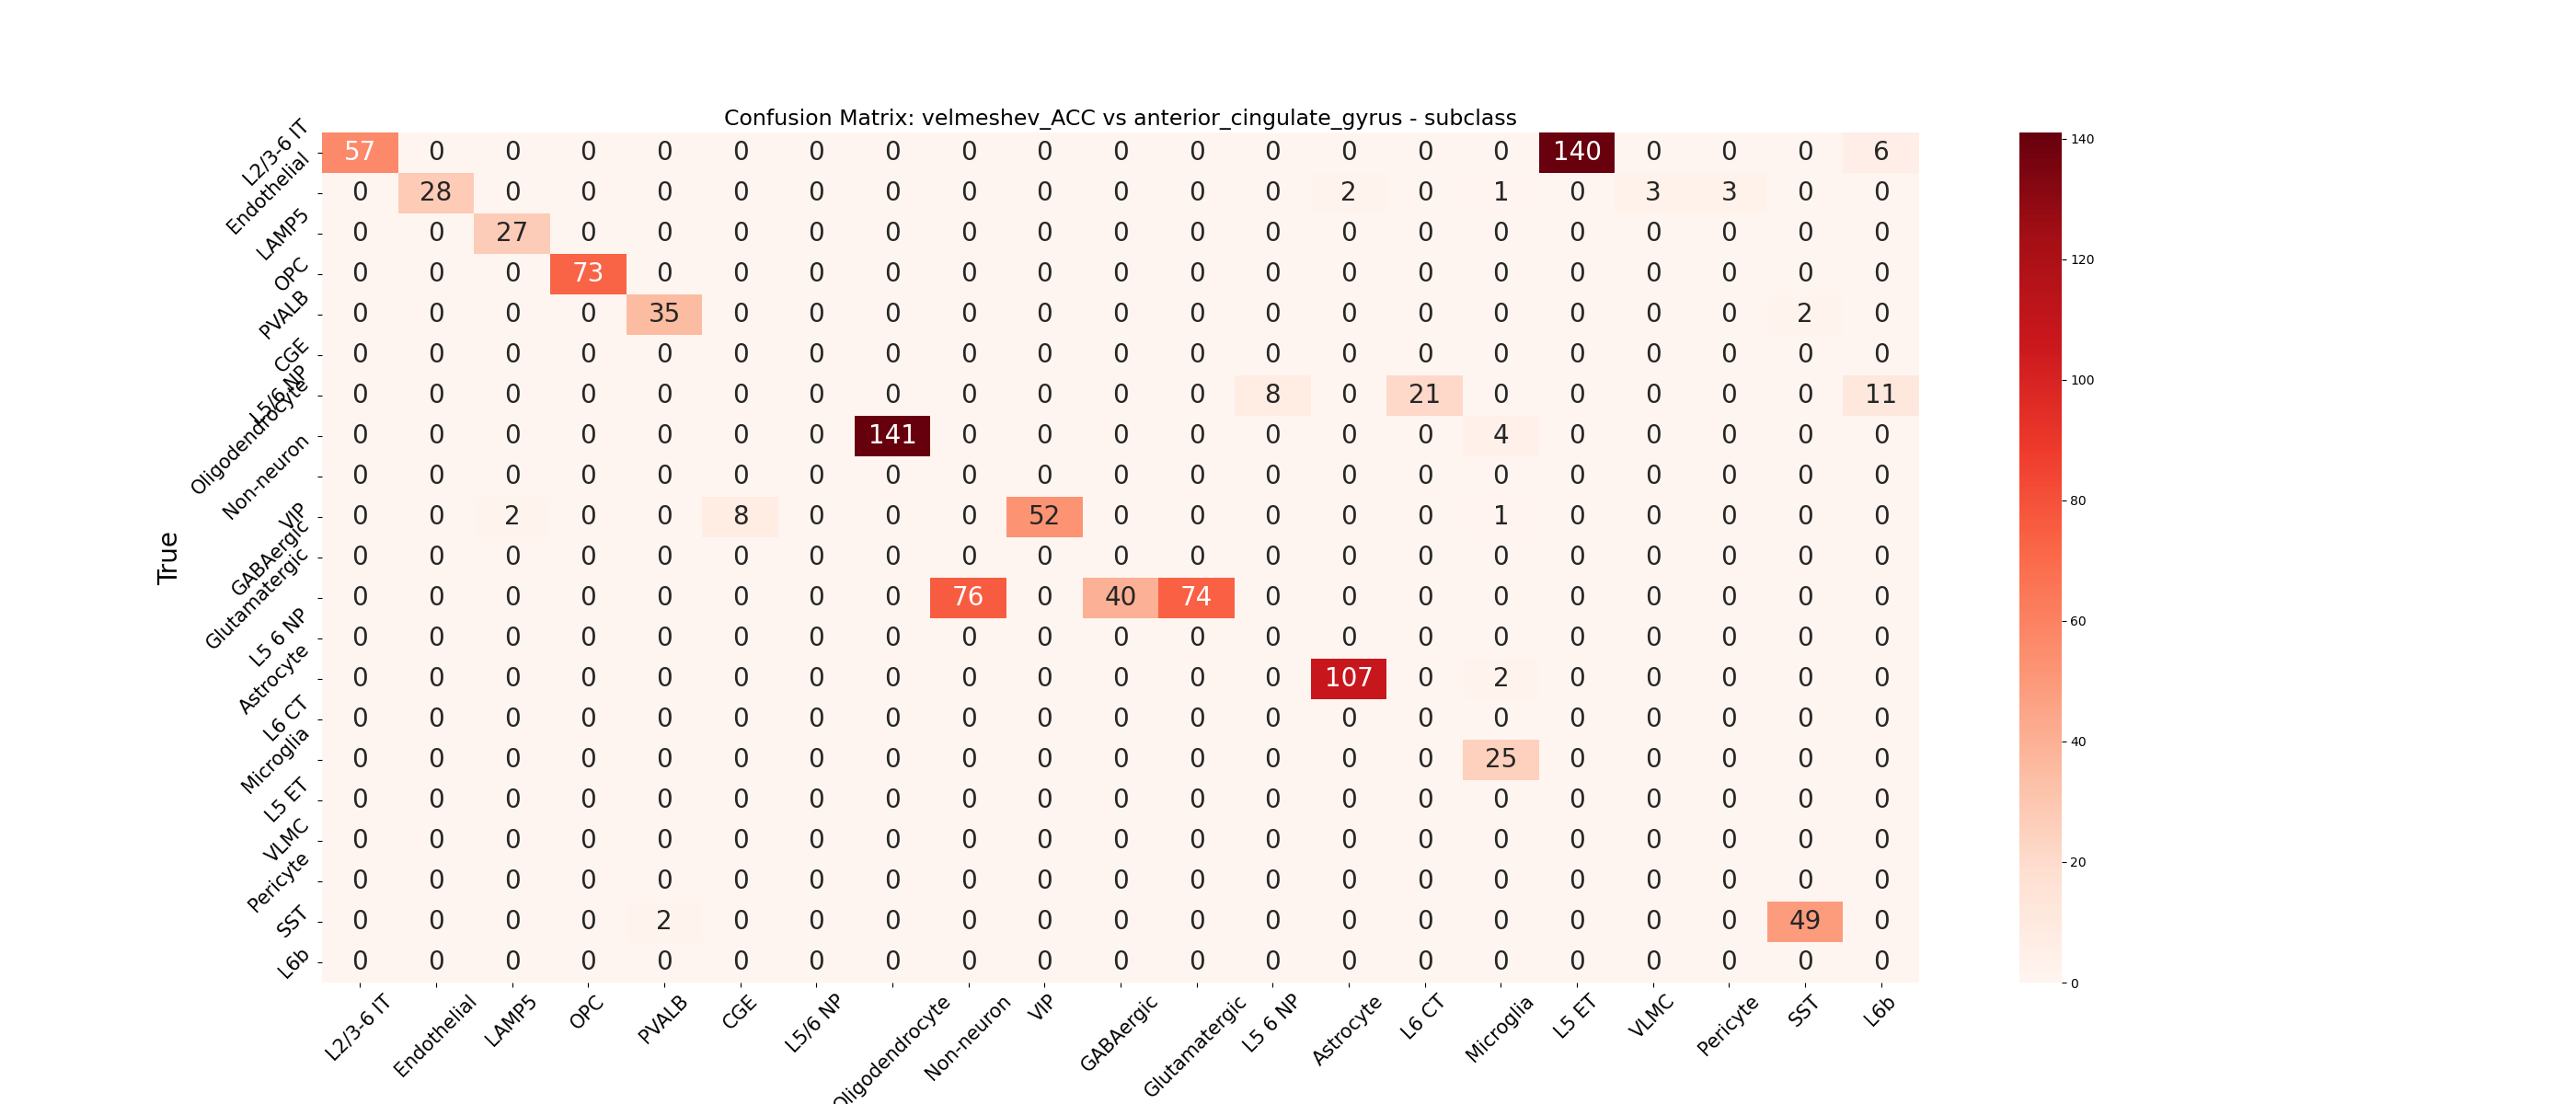 Confusion Matrix: velmeshev_ACC vs anterior_cingulate_gyrus - subclass
True
L2/3-6 IT 57 0 0 0 0 0 0 0 0 0 0 0 0 0 0 0 140 0 0 0 6
Endothelial 0 28 0 0 0 0 0 0 0 0 0 0 0 2 0 1 0 3 3 0 0
LAMP5 0 0 27 0 0 0 0 0 0 0 0 0 0 0 0 0 0 0 0 0 0
OPC 0 0 0 73 0 0 0 0 0 0 0 0 0 0 0 0 0 0 0 0 0
PVALB 0 0 0 0 35 0 0 0 0 0 0 0 0 0 0 0 0 0 0 2 0
CGE 0 0 0 0 0 0 0 0 0 0 0 0 0 0 0 0 0 0 0 0 0
L5/6 NP 0 0 0 0 0 0 0 0 0 0 0 0 8 0 21 0 0 0 0 0 11
Oligodendrocyte 0 0 0 0 0 0 0 141 0 0 0 0 0 0 0 4 0 0 0 0 0
Non-neuron 0 0 0 0 0 0 0 0 0 0 0 0 0 0 0 0 0 0 0 0 0
VIP 0 0 2 0 0 8 0 0 0 52 0 0 0 0 0 1 0 0 0 0 0
GABAergic 0 0 0 0 0 0 0 0 0 0 0 0 0 0 0 0 0 0 0 0 0
Glutamatergic 0 0 0 0 0 0 0 0 76 0 40 74 0 0 0 0 0 0 0 0 0
L5 6 NP 0 0 0 0 0 0 0 0 0 0 0 0 0 0 0 0 0 0 0 0 0
Astrocyte 0 0 0 0 0 0 0 0 0 0 0 0 0 107 0 2 0 0 0 0 0
L6 CT 0 0 0 0 0 0 0 0 0 0 0 0 0 0 0 0 0 0 0 0 0
Microglia 0 0 0 0 0 0 0 0 0 0 0 0 0 0 0 25 0 0 0 0 0
L5 ET 0 0 0 0 0 0 0 0 0 0 0 0 0 0 0 0 0 0 0 0 0
VLMC 0 0 0 0 0 0 0 0 0 0 0 0 0 0 0 0 0 0 0 0 0
Pericyte 0 0 0 0 0 0 0 0 0 0 0 0 0 0 0 0 0 0 0 0 0
SST 0 0 0 0 2 0 0 0 0 0 0 0 0 0 0 0 0 0 0 49 0
L6b 0 0 0 0 0 0 0 0 0 0 0 0 0 0 0 0 0 0 0 0 0
L2/3-6 IT Endothelial LAMP5 OPC PVALB CGE L5/6 NP Oligodendrocyte Non-neuron VIP GABAergic Glutamatergic L5 6 NP Astrocyte L6 CT Microglia L5 ET VLMC Pericyte SST L6b
140
120
100
80
60
40
20
0